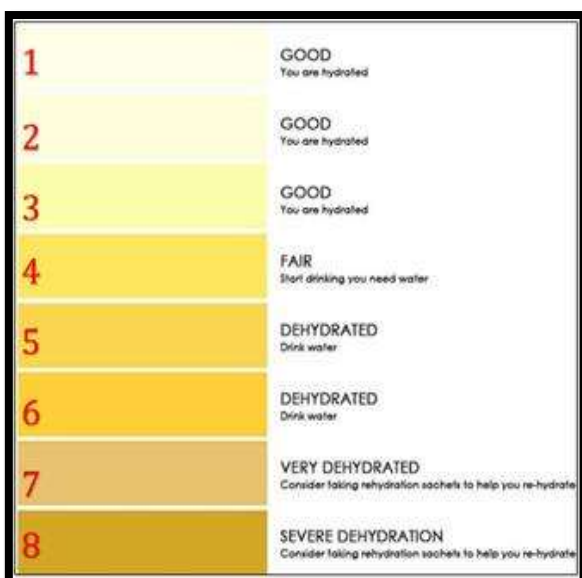 1
GOOD
You are hydrated
2
GOOD
You are hydrated
3
GOOD
You are hydrated
4
FAIR
Start drinking you need water
5
DEHYDRATED
Drink water
6
DEHYDRATED
Drink water
7
VERY DEHYDRATED
Consider taking rehydration sachets to help you re-hydrate
8
SEVERE DEHYDRATION
Consider taking rehydration sachets to help you re-hydrate